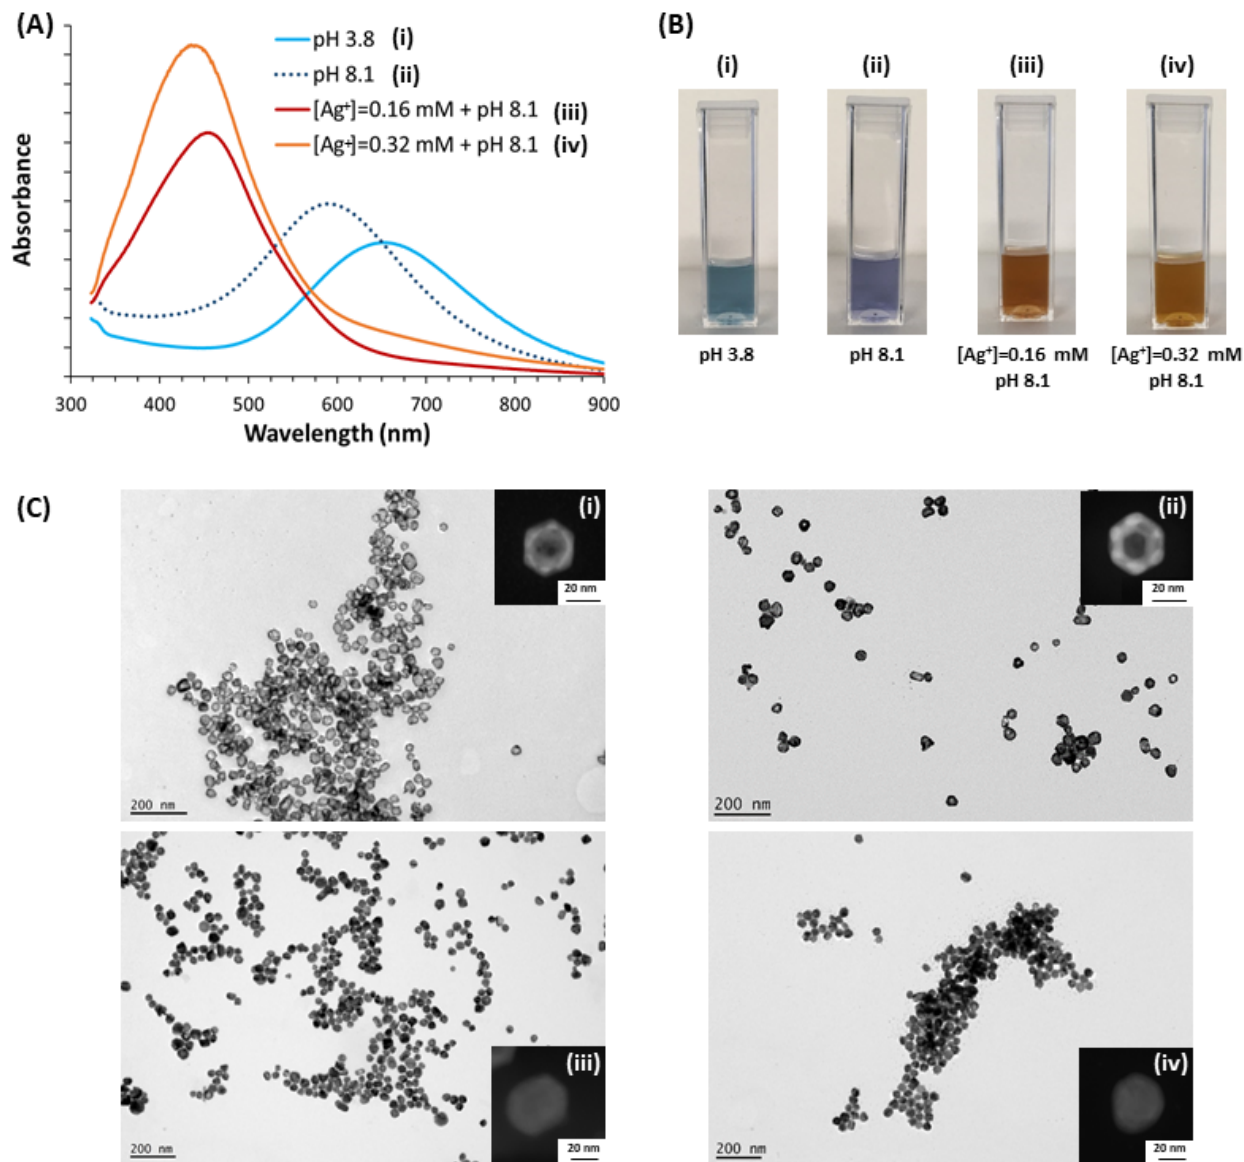 (A)
pH 3.8 (i)
pH 8.1 (ii)
[Ag⁺]=0.16 mM + pH 8.1 (iii)
[Ag⁺]=0.32 mM + pH 8.1 (iv)
Absorbance
300 400 500 600 700 800 900
Wavelength (nm)
(B)
(i) (ii) (iii) (iv)
pH 3.8
pH 8.1
[Ag⁺]=0.16 mM
pH 8.1
[Ag⁺]=0.32 mM
pH 8.1
(C)
(i)
20 nm
200 nm
(ii)
20 nm
200 nm
(iii)
20 nm
200 nm
(iv)
20 nm
200 nm